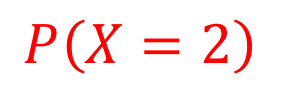 P(X = 2)